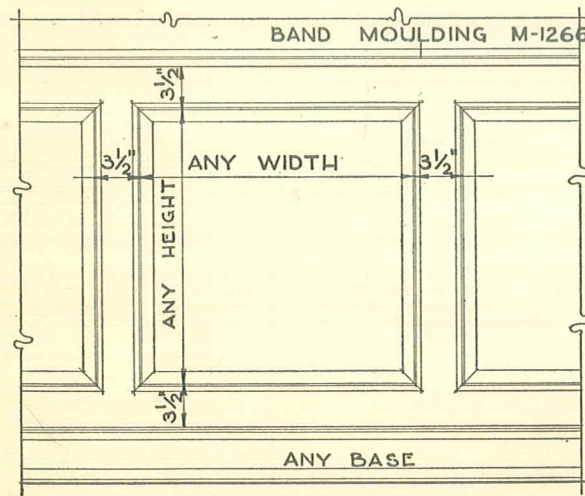 BAND MOULDING M-1266
3½"
3½" ANY WIDTH 3½"
ANY HEIGHT
3½"
ANY BASE